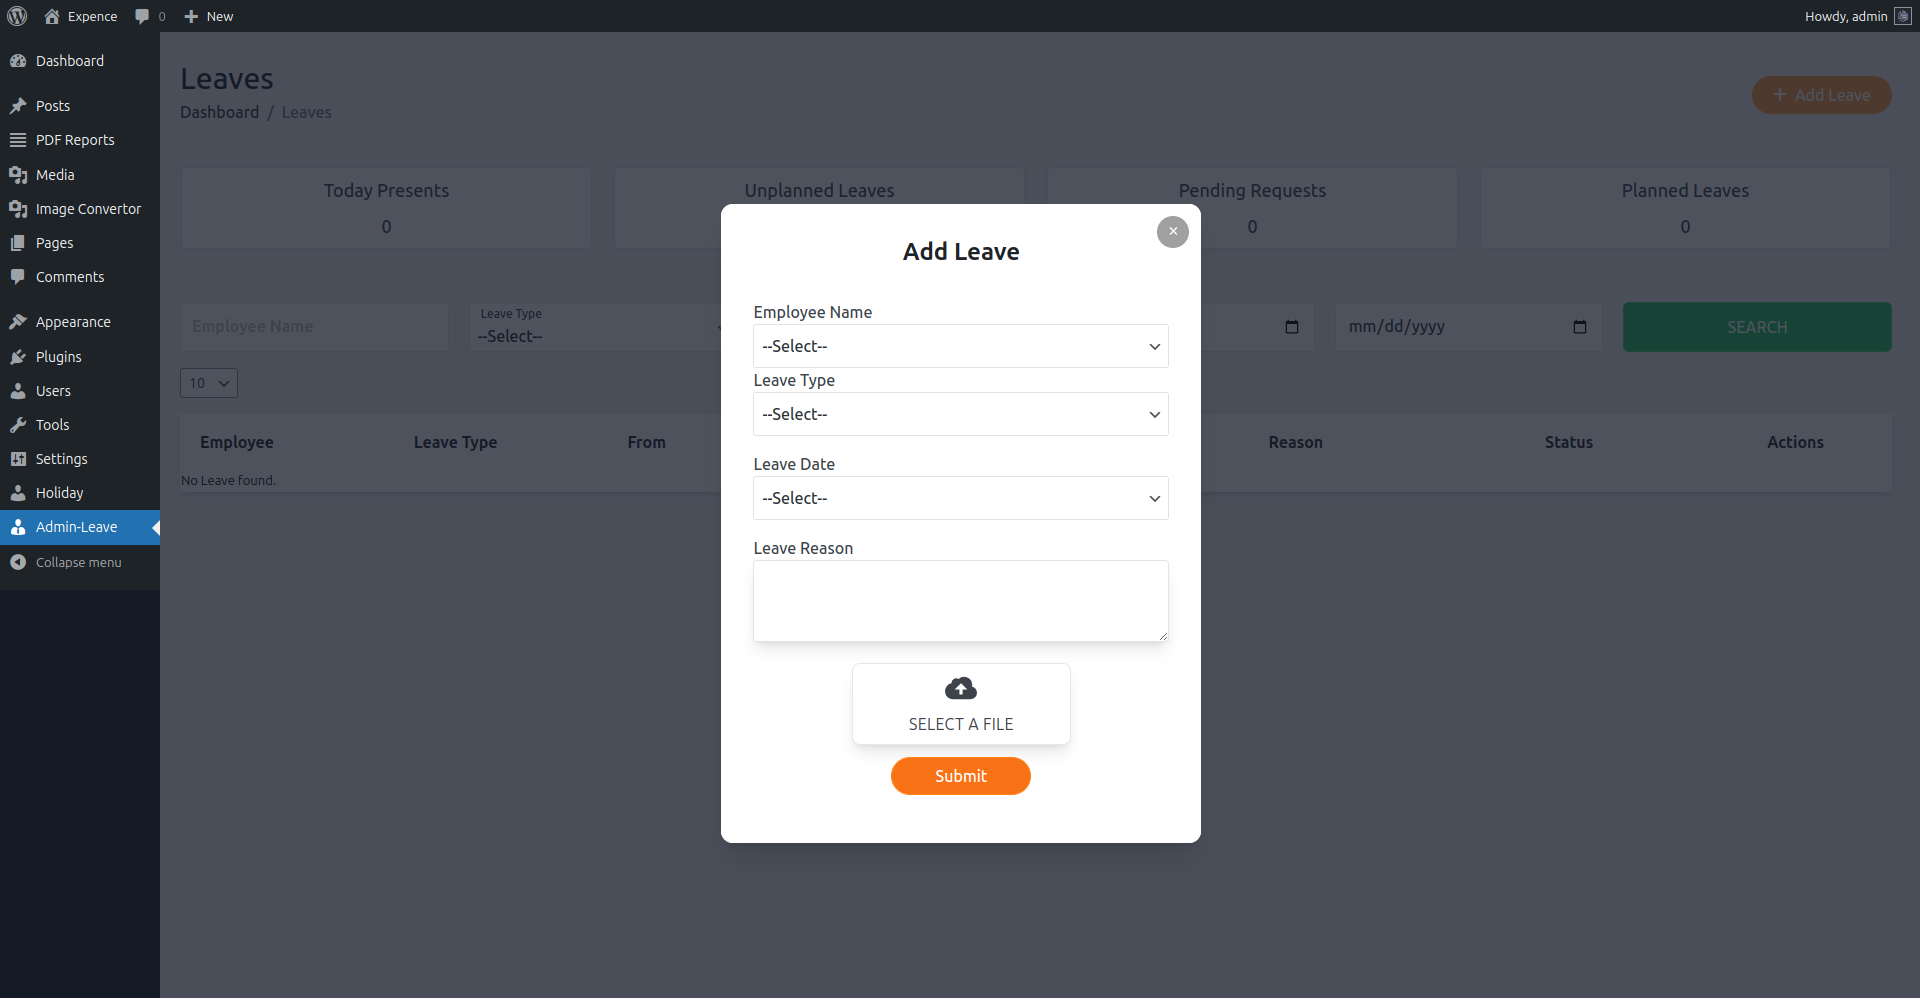 Expence
0
New
Howdy, admin
Dashboard
Posts
PDF Reports
Media
Image Convertor
Pages
Comments
Appearance
Plugins
Users
Tools
Settings
Holiday
Admin-Leave
Collapse menu
Leaves
Dashboard / Leaves
+ Add Leave
Today Presents
0
Unplanned Leaves
Pending Requests
0
Planned Leaves
0
Employee Name
Leave Type
--Select--
mm/dd/yyyy
SEARCH
10
Employee Leave Type From Reason Status Actions
No Leave found.
×
Add Leave
Employee Name
--Select--
Leave Type
--Select--
Leave Date
--Select--
Leave Reason
SELECT A FILE
Submit